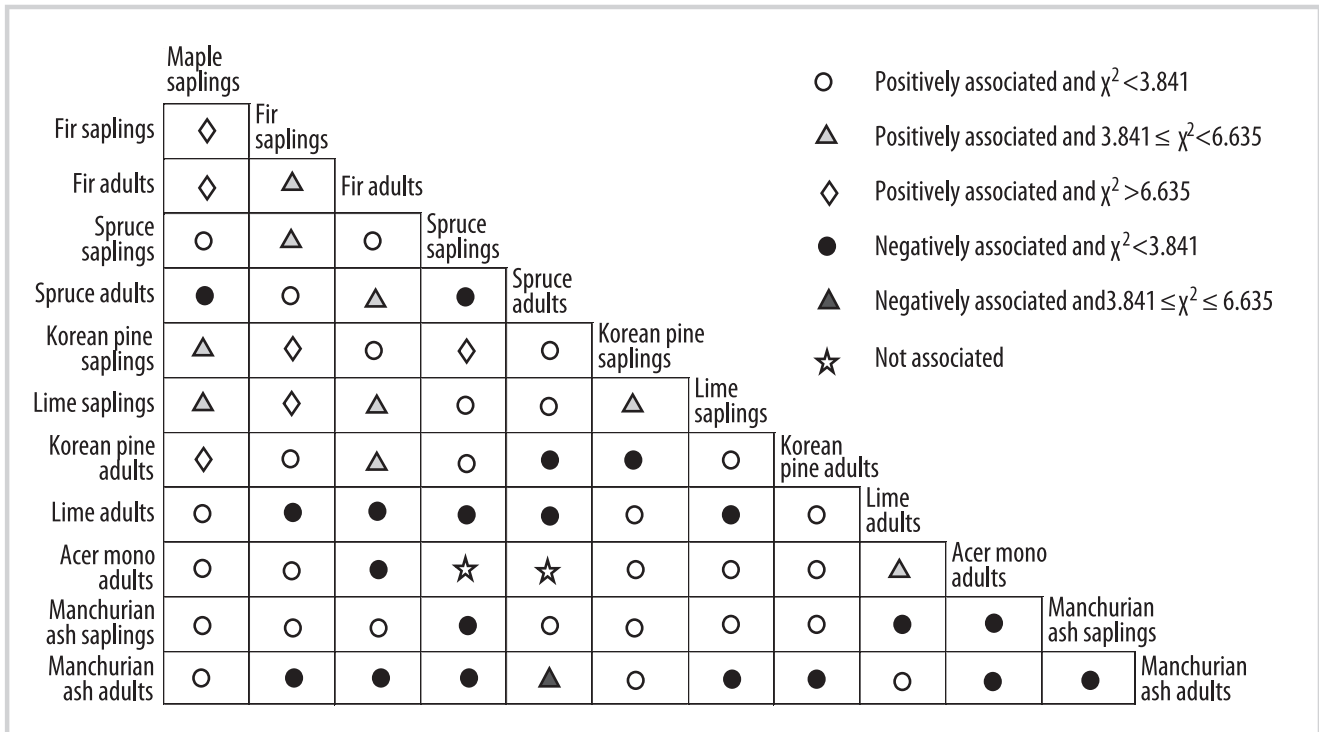 Maple
saplings
Fir saplings
Fir
saplings
Fir adults
Fir adults
Spruce
saplings
Spruce
saplings
Spruce adults
Spruce
adults
Korean pine
saplings
Korean pine
saplings
Lime saplings
Lime
saplings
Korean pine
adults
Korean
pine adults
Lime adults
Lime
adults
Acer mono
adults
Acer mono
adults
Manchurian
ash saplings
Manchurian
ash saplings
Manchurian
ash adults
Manchurian
ash adults
Positively associated and χ² <3.841
Positively associated and 3.841 ≤ χ²<6.635
Positively associated and χ² >6.635
Negatively associated and χ² <3.841
Negatively associated and3.841 ≤χ² ≤ 6.635
Not associated